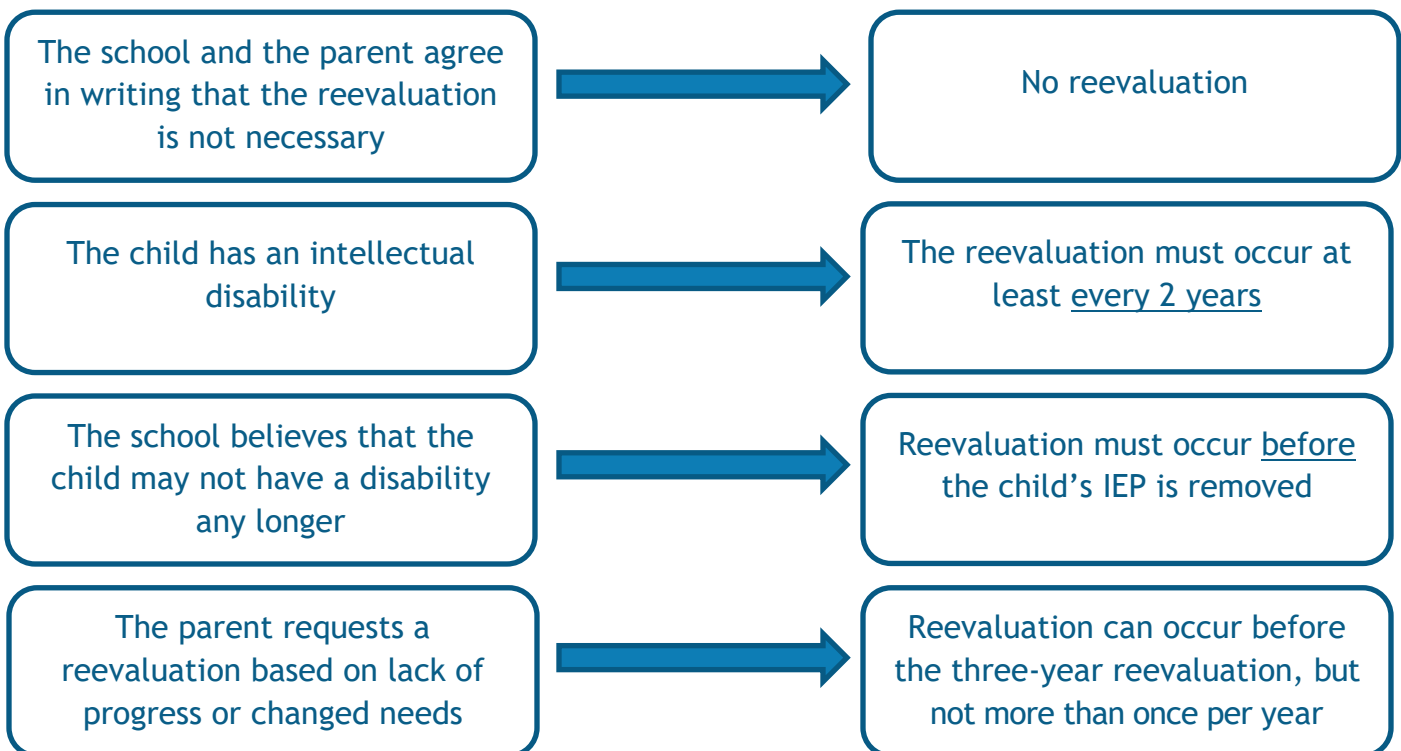 The school and the parent agree
in writing that the reevaluation
is not necessary
No reevaluation
The child has an intellectual
disability
The reevaluation must occur at
least every 2 years
The school believes that the
child may not have a disability
any longer
Reevaluation must occur before
the child’s IEP is removed
The parent requests a
reevaluation based on lack of
progress or changed needs
Reevaluation can occur before
the three-year reevaluation, but
not more than once per year